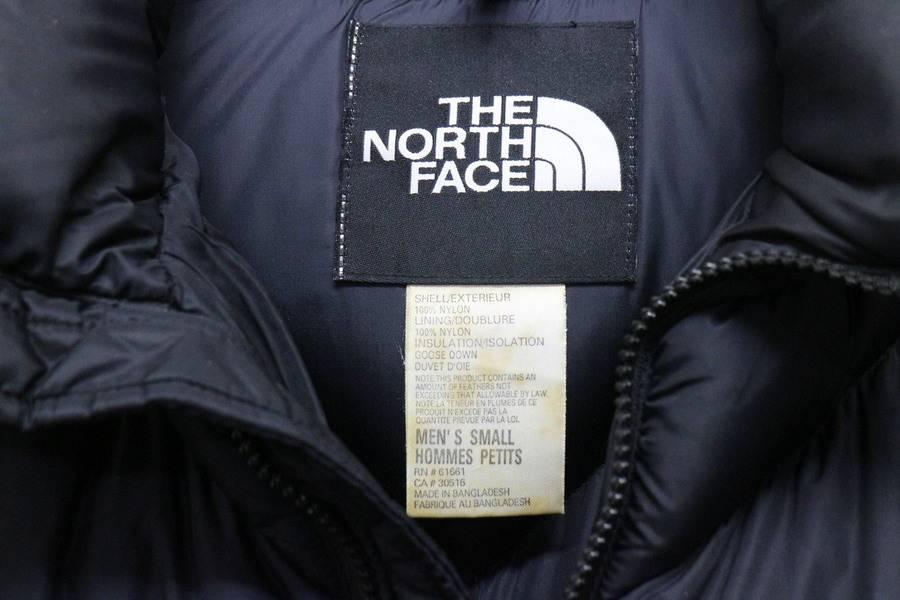 THE
NORTH
FACE
SHELL/EXTERIEUR
100% NYLON
LINING/DOUBLURE
100% NYLON
INSULATION/ISOLATION
GOOSE DOWN
DUVET D'OIE
NOTE:THIS PRODUCT CONTAINS AN
AMOUNT OF FEATHERS NOT
EXCEEDING THAT ALLOWABLE BY LAW.
NOTE:LA TENEUR EN PLUMES DE CE
PRODUIT N'EXCEDE PAS LA
QUANTITE PREVUE PAR LA LOI.
MEN'S SMALL
HOMMES PETITS
RN # 61661
CA # 30516
MADE IN BANGLADESH
FABRIQUE AU BANGLADESH